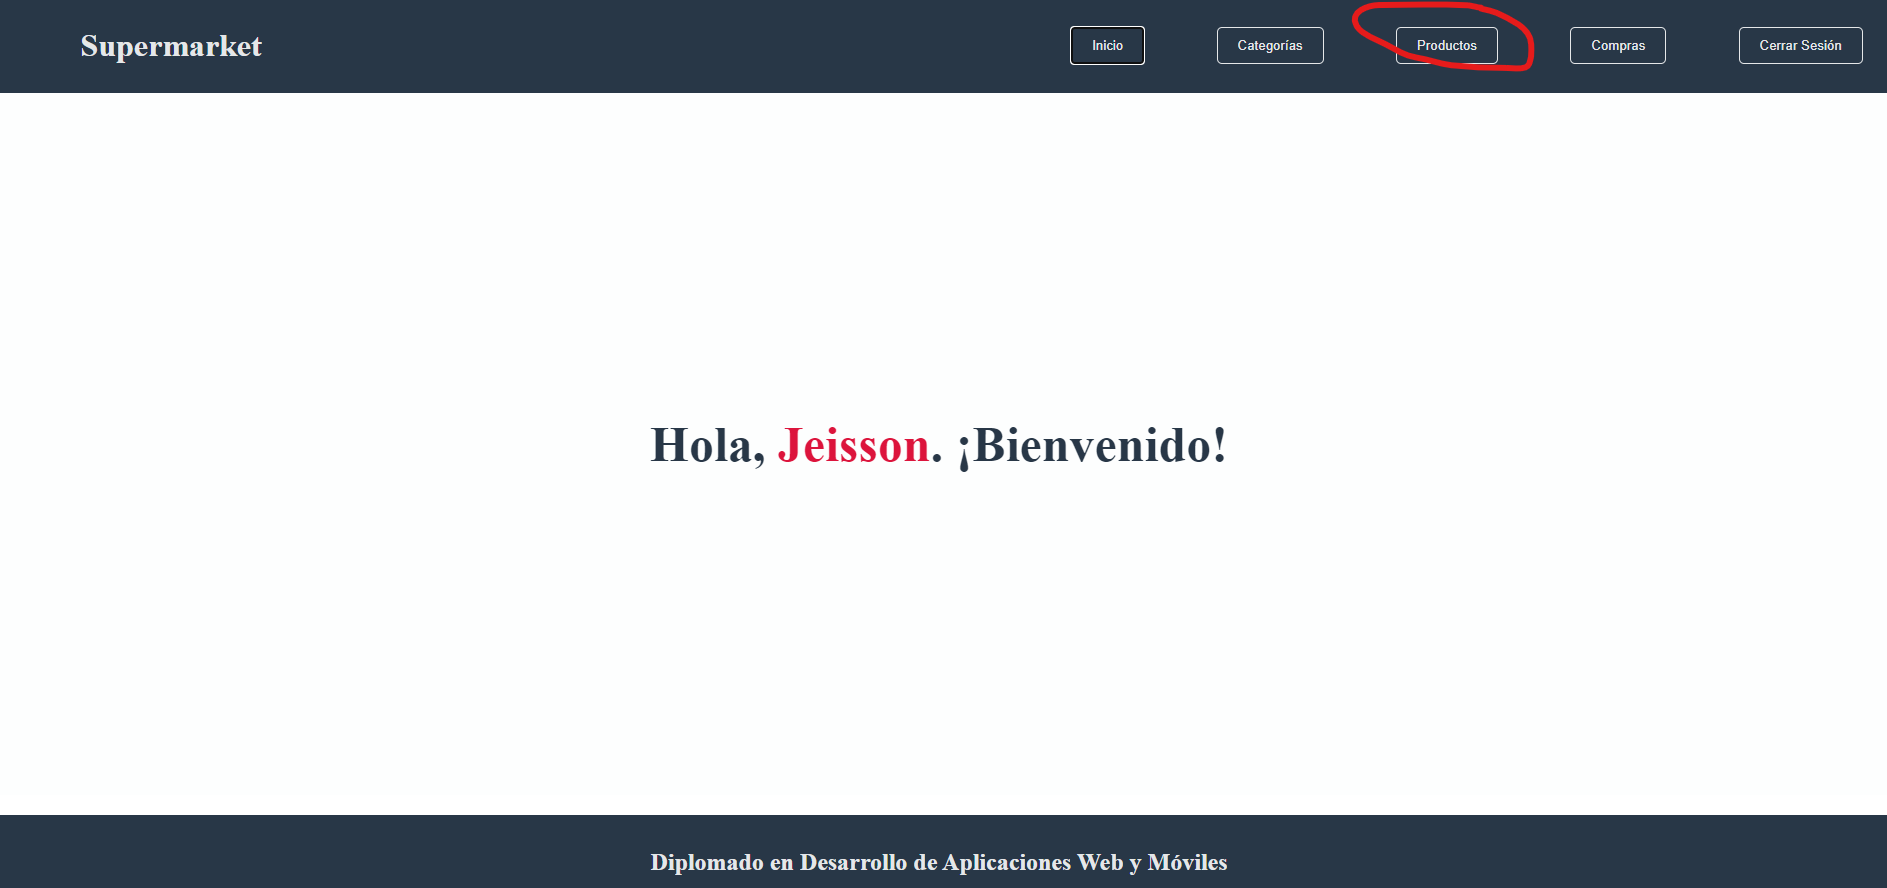 Supermarket
Inicio
Categorías
Productos
Compras
Cerrar Sesión
Hola, Jeisson. ¡Bienvenido!
Diplomado en Desarrollo de Aplicaciones Web y Móviles